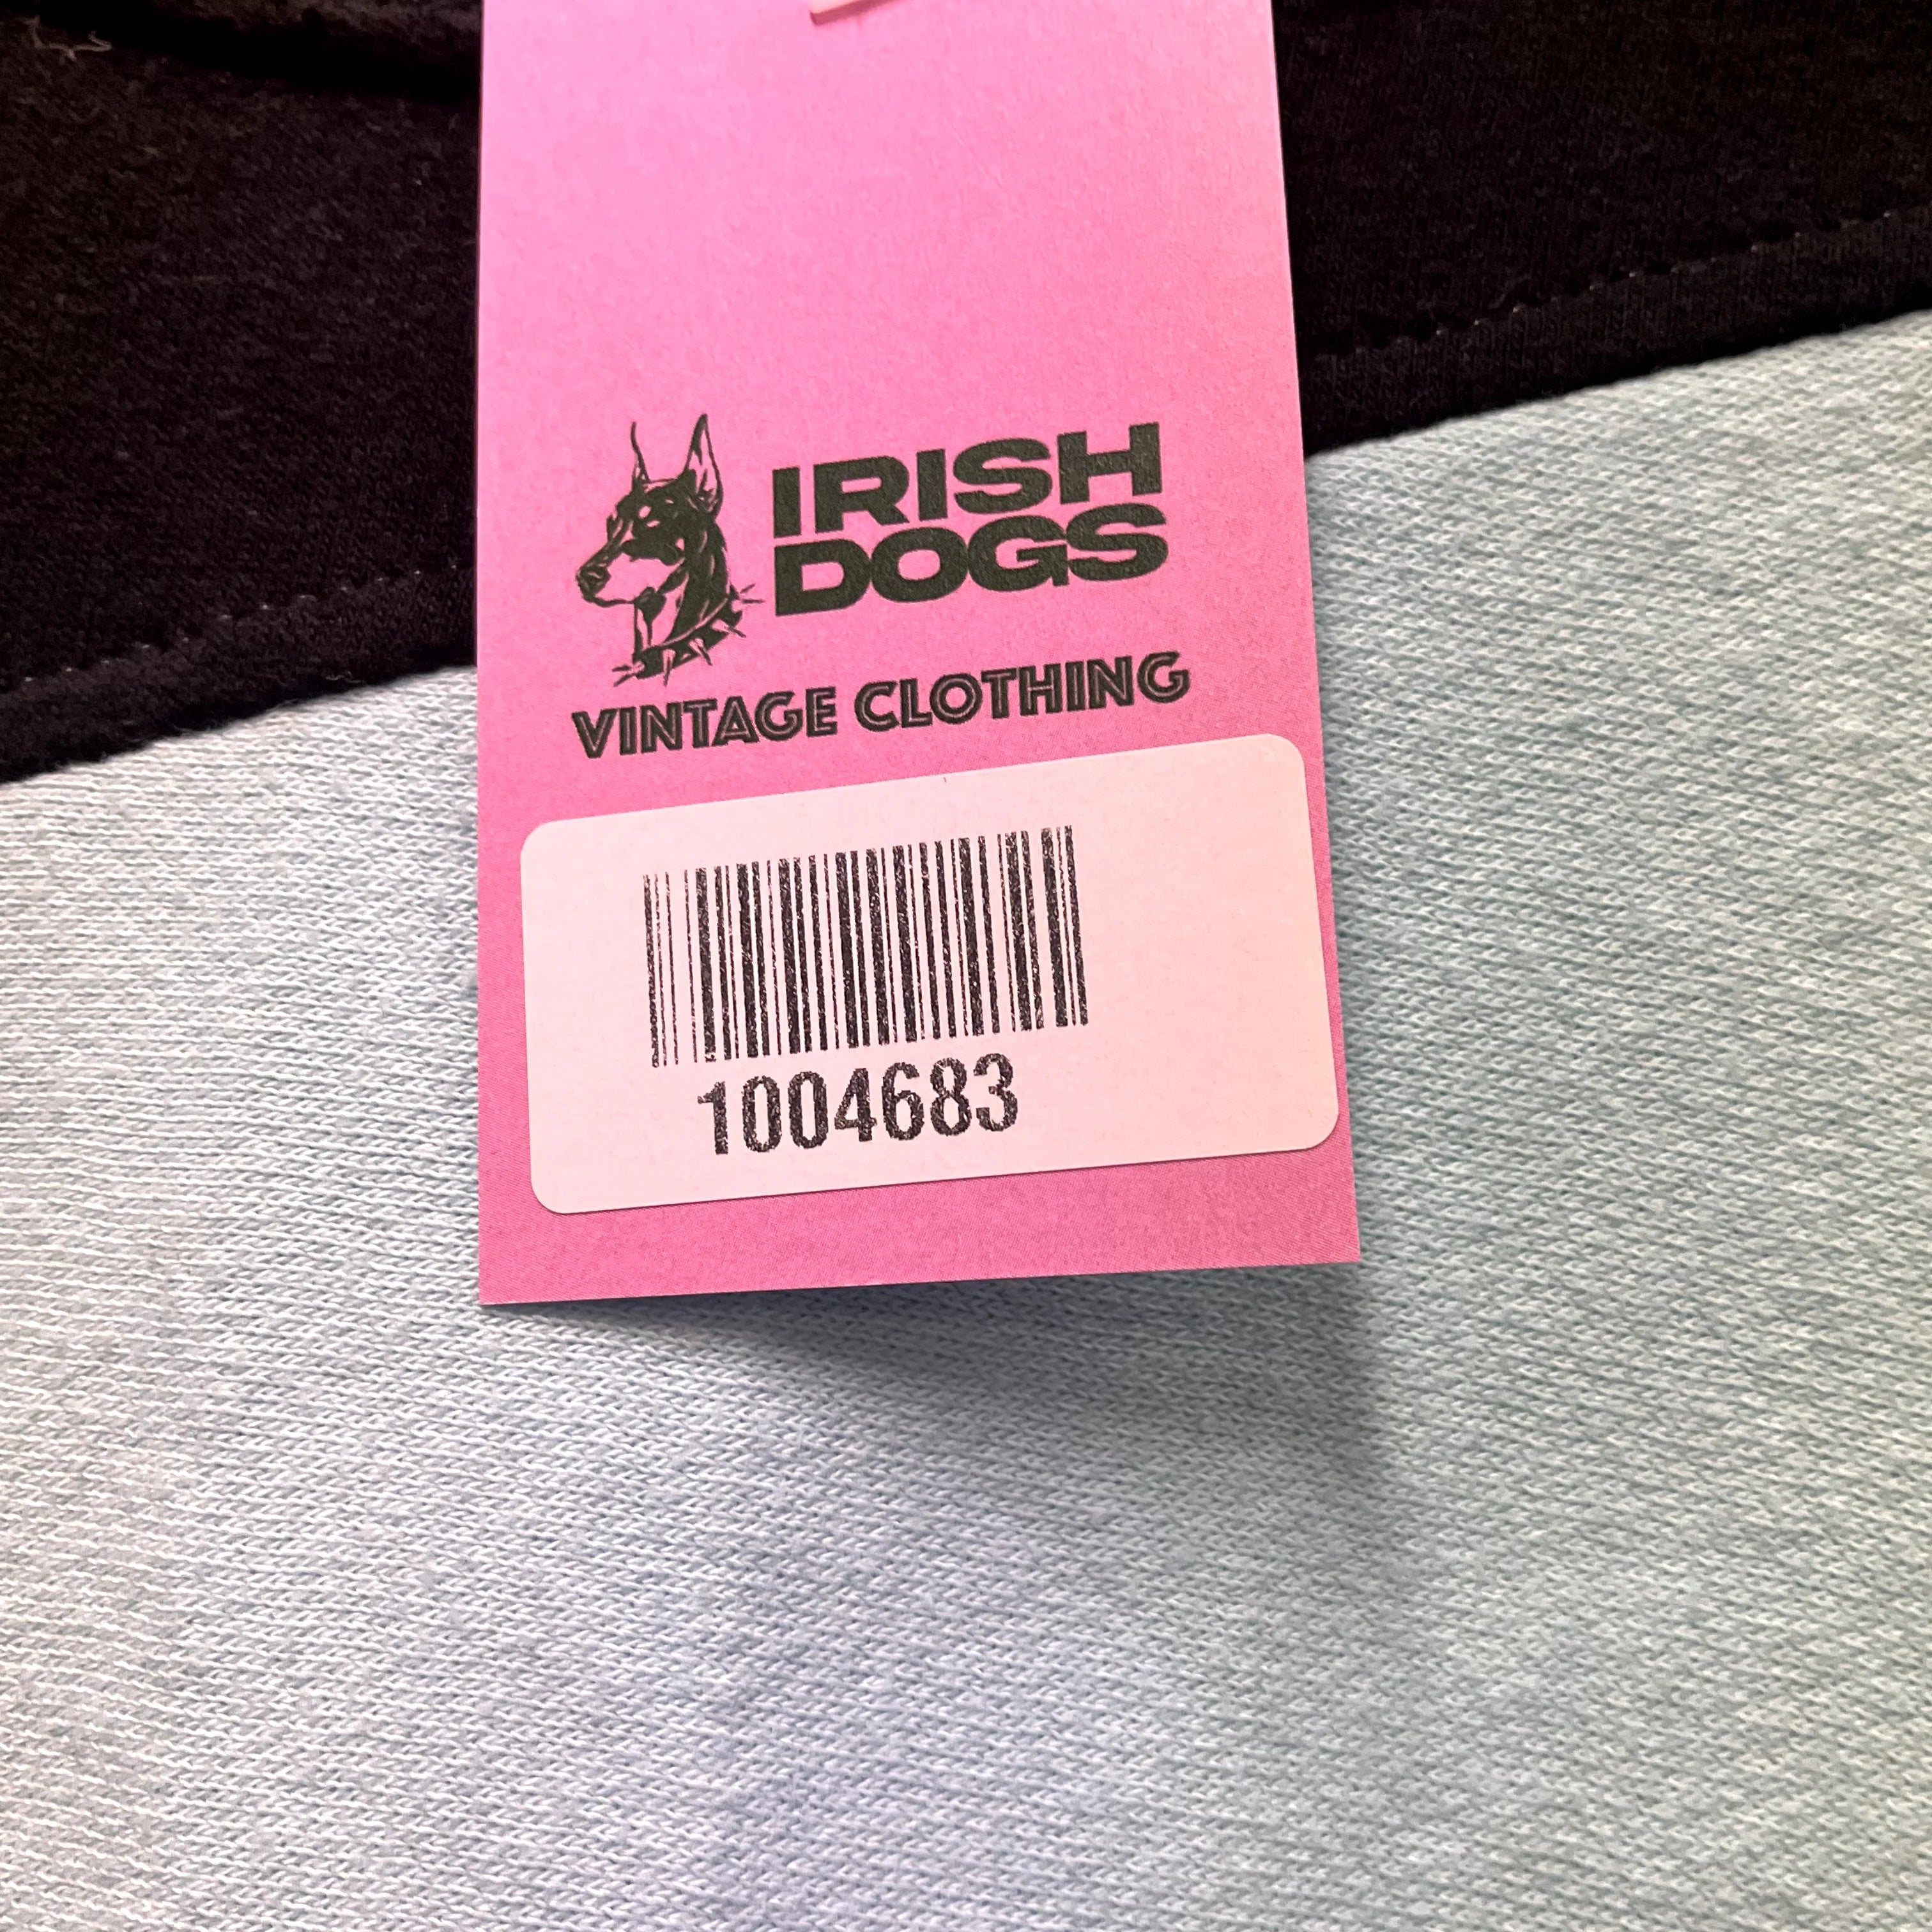 IRISH
DOGS
VINTAGE CLOTHING
1004683